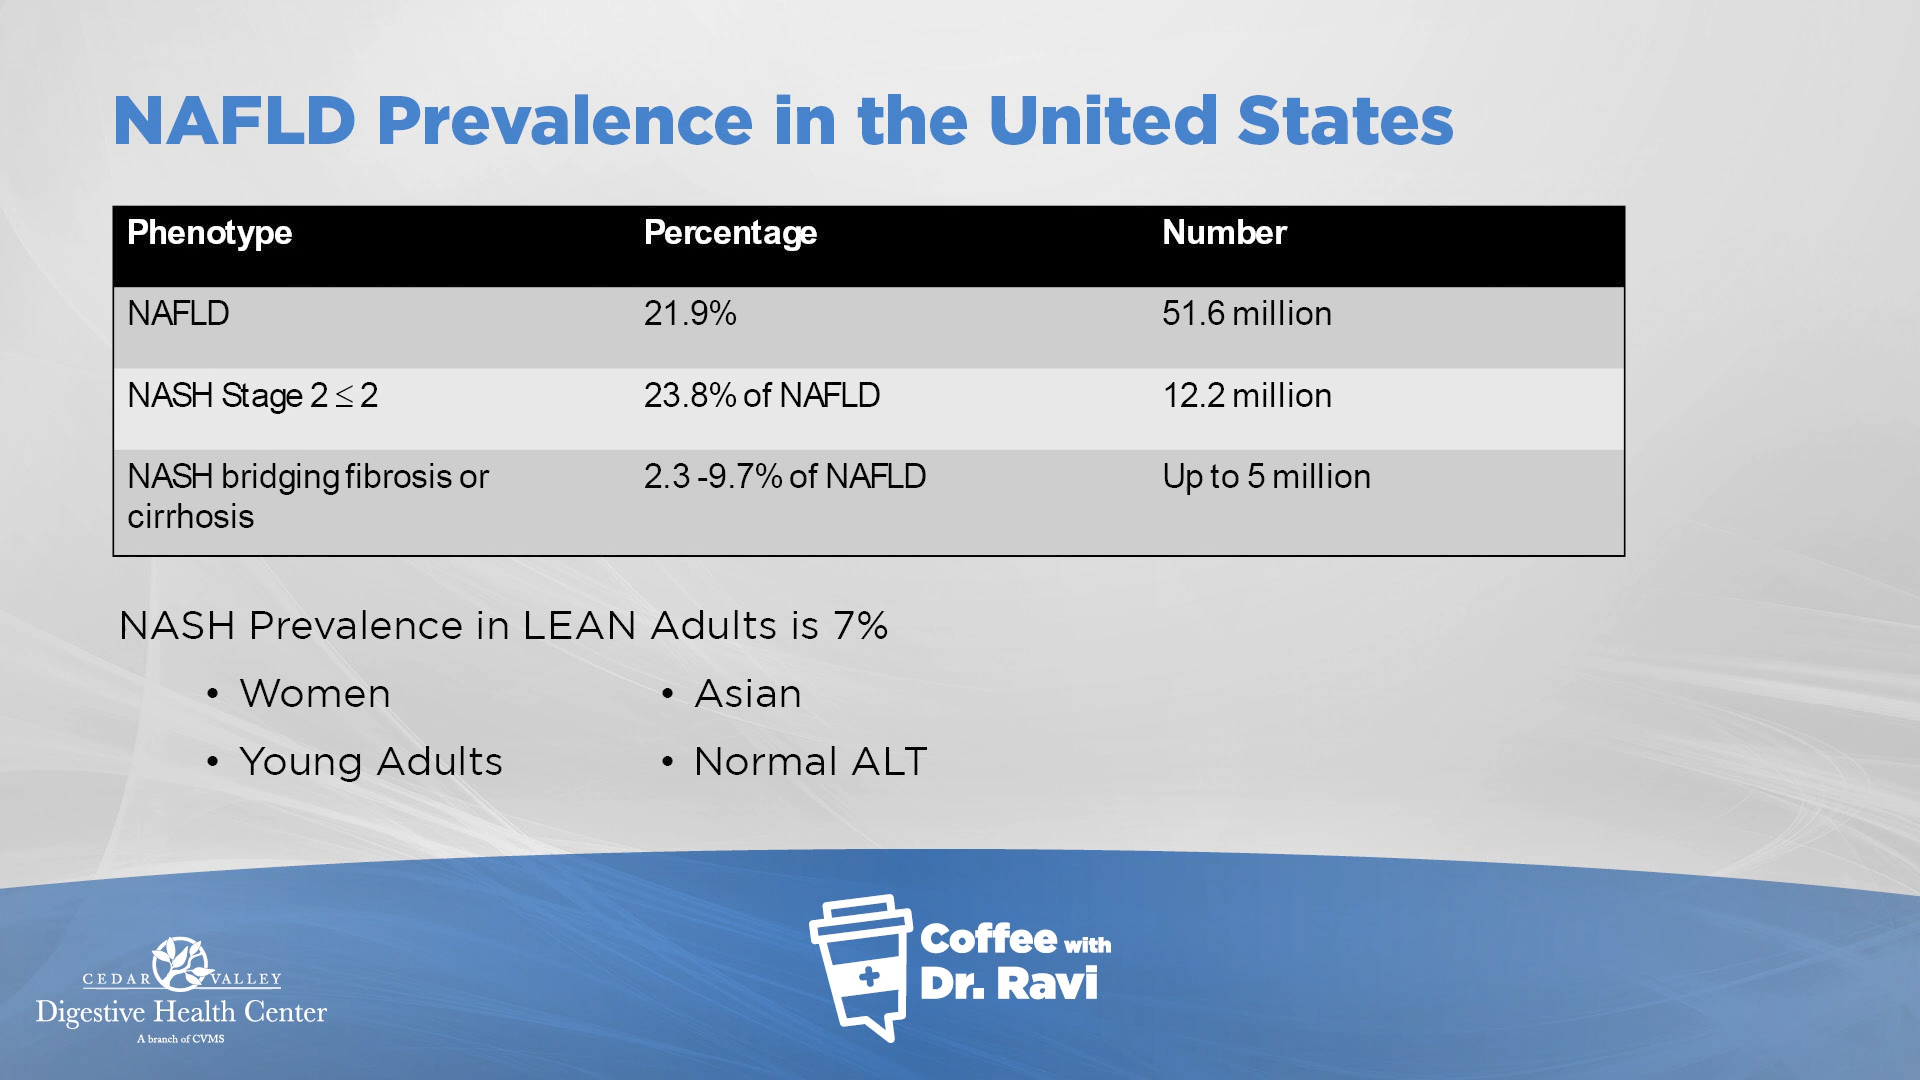 NAFLD Prevalence in the United States
Phenotype Percentage Number
NAFLD 21.9% 51.6 million
NASH Stage 2 ≤ 2 23.8% of NAFLD 12.2 million
NASH bridging fibrosis or 2.3 -9.7% of NAFLD Up to 5 million
cirrhosis
NASH Prevalence in LEAN Adults is 7%
• Women • Asian
• Young Adults • Normal ALT
Coffee with
Dr. Ravi
CEDAR VALLEY
Digestive Health Center
A branch of CVMS